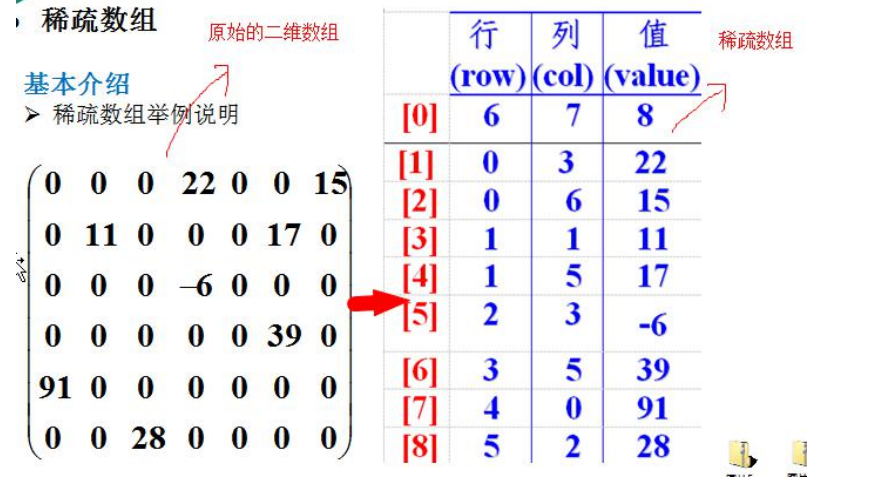 稀疏数组
原始的二维数组
基本介绍
➢ 稀疏数组举例说明
0 0 0 22 0 0 15
0 11 0 0 0 17 0
0 0 0 –6 0 0 0
0 0 0 0 0 39 0
91 0 0 0 0 0 0
0 0 28 0 0 0 0
行 列 值
(row) (col) (value)
稀疏数组
[0] 6 7 8
[1] 0 3 22
[2] 0 6 15
[3] 1 1 11
[4] 1 5 17
[5] 2 3 -6
[6] 3 5 39
[7] 4 0 91
[8] 5 2 28